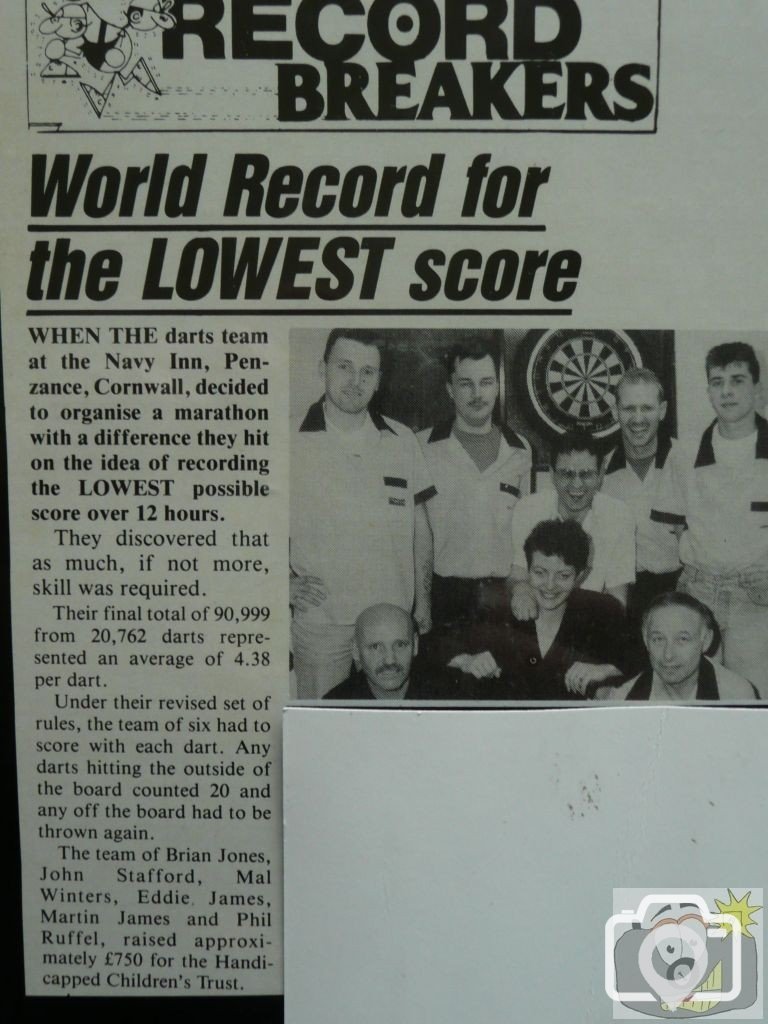 RECORD
BREAKERS
World Record for
the LOWEST score
WHEN THE darts team
at the Navy Inn, Pen-
zance, Cornwall, decided
to organise a marathon
with a difference they hit
on the idea of recording
the LOWEST possible
score over 12 hours.
They discovered that
as much, if not more,
skill was required.
Their final total of 90,999
from 20,762 darts repre-
sented an average of 4.38
per dart.
Under their revised set of
rules, the team of six had to
score with each dart. Any
darts hitting the outside of
the board counted 20 and
any off the board had to be
thrown again.
The team of Brian Jones,
John Stafford, Mal
Winters, Eddie James,
Martin James and Phil
Ruffel, raised approxi-
mately £750 for the Handi-
capped Children's Trust.